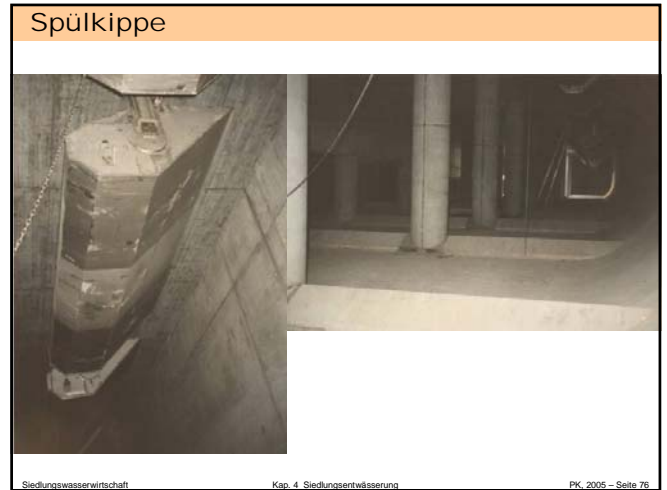 Spülkippe
Siedlungswasserwirtschaft Kap. 4 Siedlungsentwässerung PK, 2005 – Seite 76